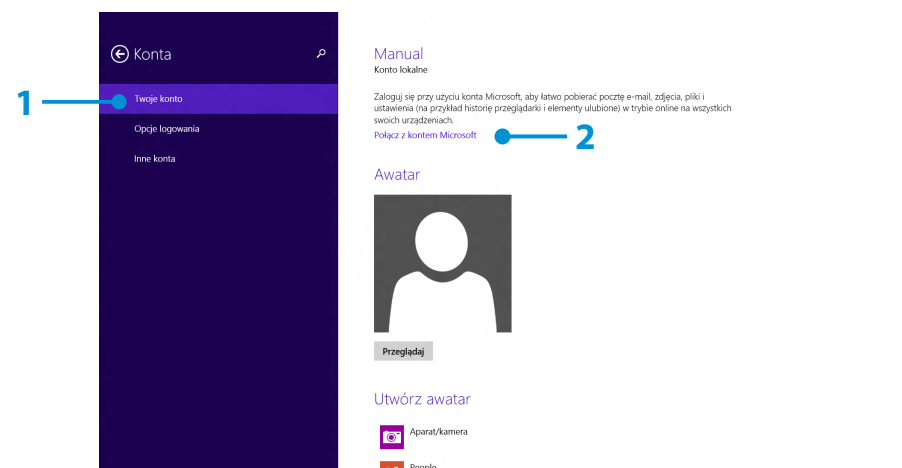 Konta
1
Twoje konto
Opcje logowania
Inne konta
Manual
Konto lokalne
Zaloguj się przy użyciu konta Microsoft, aby łatwo pobierać pocztę e-mail, zdjęcia, pliki i
ustawienia (na przykład historię przeglądarki i elementy ulubione) w trybie online na wszystkich
swoich urządzeniach.
Połącz z kontem Microsoft
2
Awatar
Przeglądaj
Utwórz awatar
Aparat/kamera
People